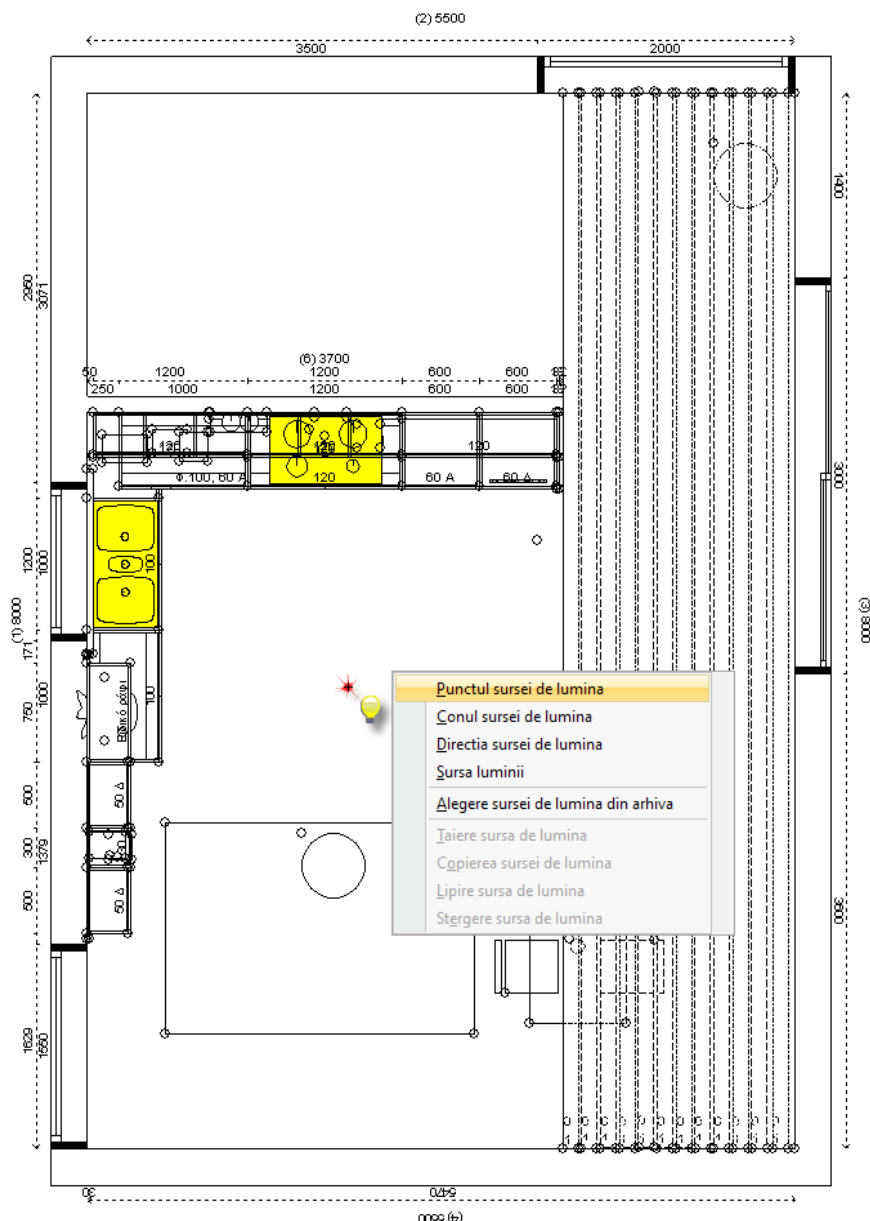 (2) 5500
3500
2000
1400
2950
3071
(6) 3700
50 1200 1200 600 600
250 1000 1200 600 600
120
120
Φ.100, 60 A
120
60 A
60 Δ
1200
1000
100
(1) 8000
3000
(3) 8000
171
1000
750
Ειδικό ράφι
100
Punctul sursei de lumina
Conul sursei de lumina
Directia sursei de lumina
Sursa luminii
Alegere sursei de lumina din arhiva
Taiere sursa de lumina
Copierea sursei de lumina
Lipire sursa de lumina
Stergere sursa de lumina
500
50 Δ
300
1379
500
50 Δ
3600
1629
1550
30
5470
(4) 5500